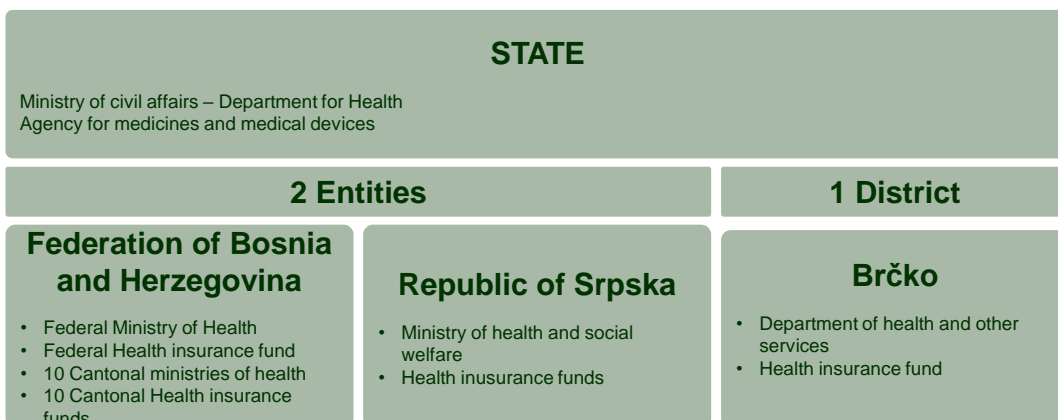 STATE
Ministry of civil affairs – Department for Health
Agency for medicines and medical devices
2 Entities
1 District
Federation of Bosnia
and Herzegovina
• Federal Ministry of Health
• Federal Health insurance fund
• 10 Cantonal ministries of health
• 10 Cantonal Health insurance
funds
Republic of Srpska
• Ministry of health and social
welfare
• Health inusurance funds
Brčko
• Department of health and other
services
• Health insurance fund